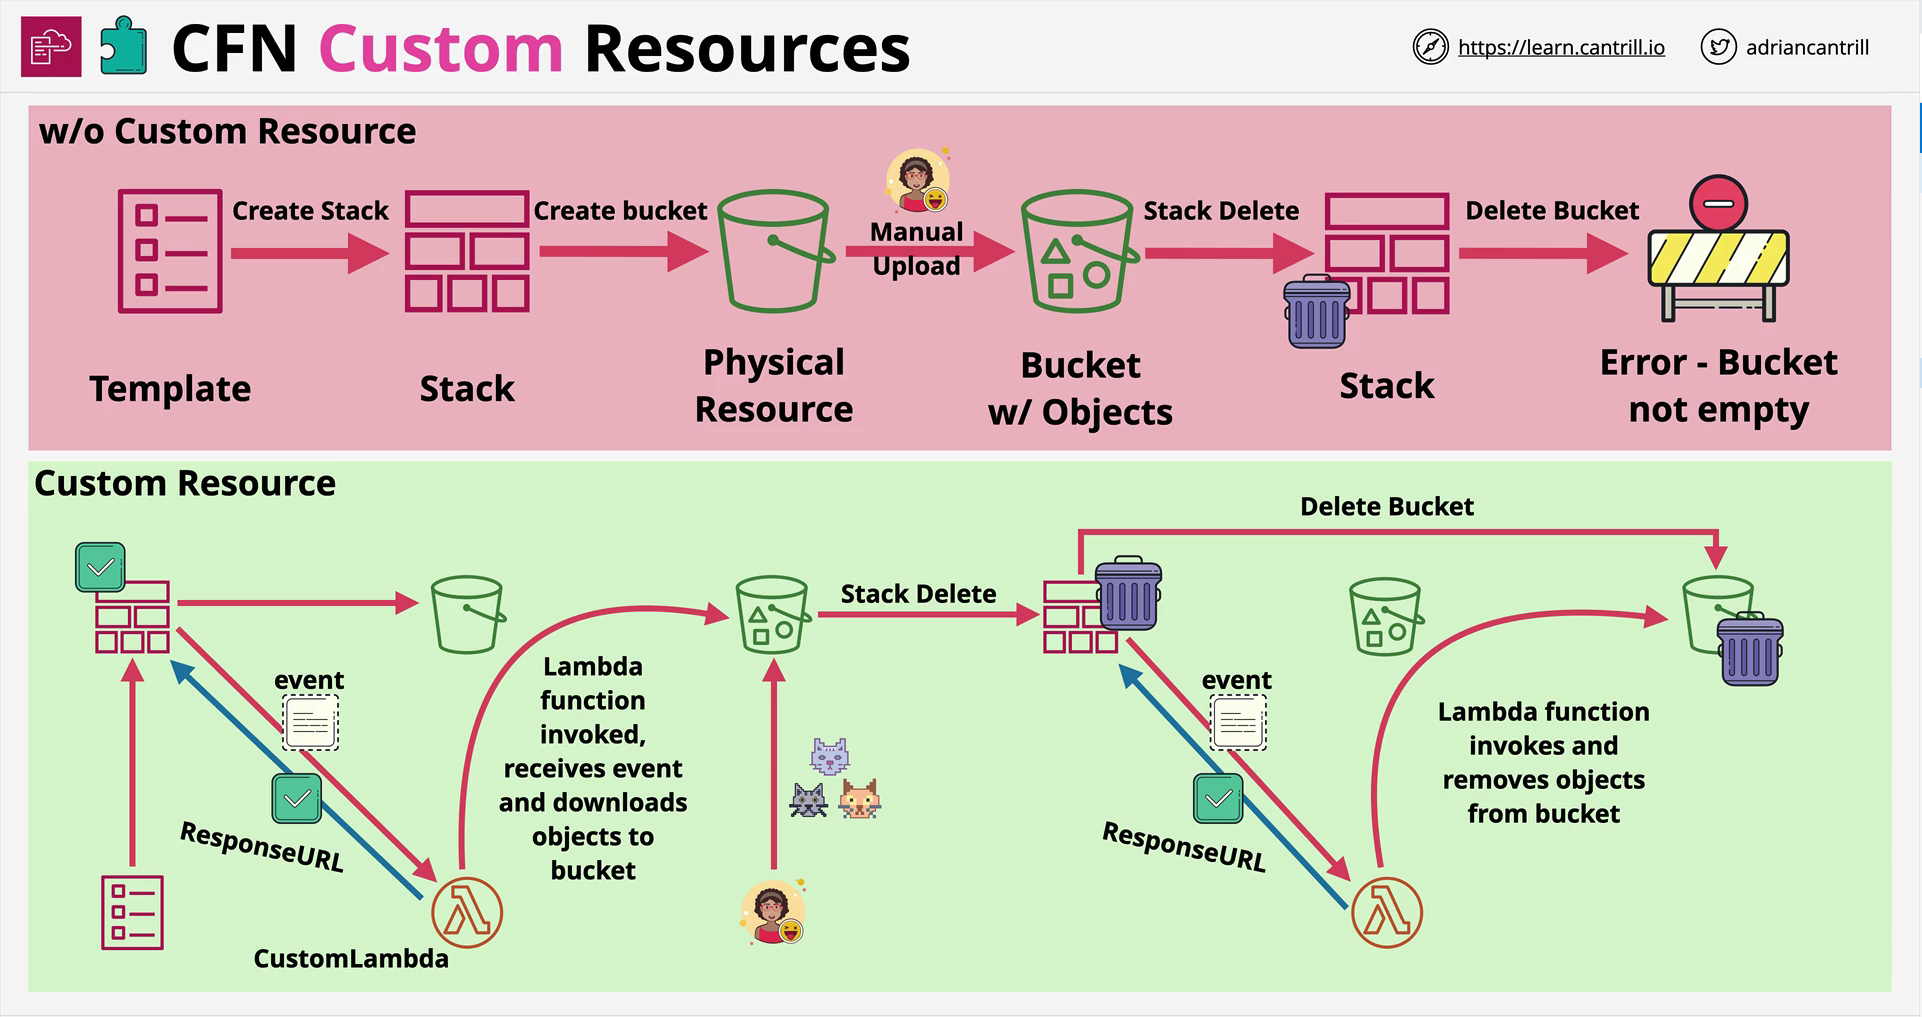 CFN Custom Resources
https://learn.cantrill.io
adriancantrill
w/o Custom Resource
Create Stack
Create bucket
Manual
Upload
Stack Delete
Delete Bucket
Template
Stack
Physical
Resource
Bucket
w/ Objects
Stack
Error - Bucket
not empty
Custom Resource
Delete Bucket
Stack Delete
event
ResponseURL
CustomLambda
Lambda
function
invoked,
receives event
and downloads
objects to
bucket
event
ResponseURL
Lambda function
invokes and
removes objects
from bucket